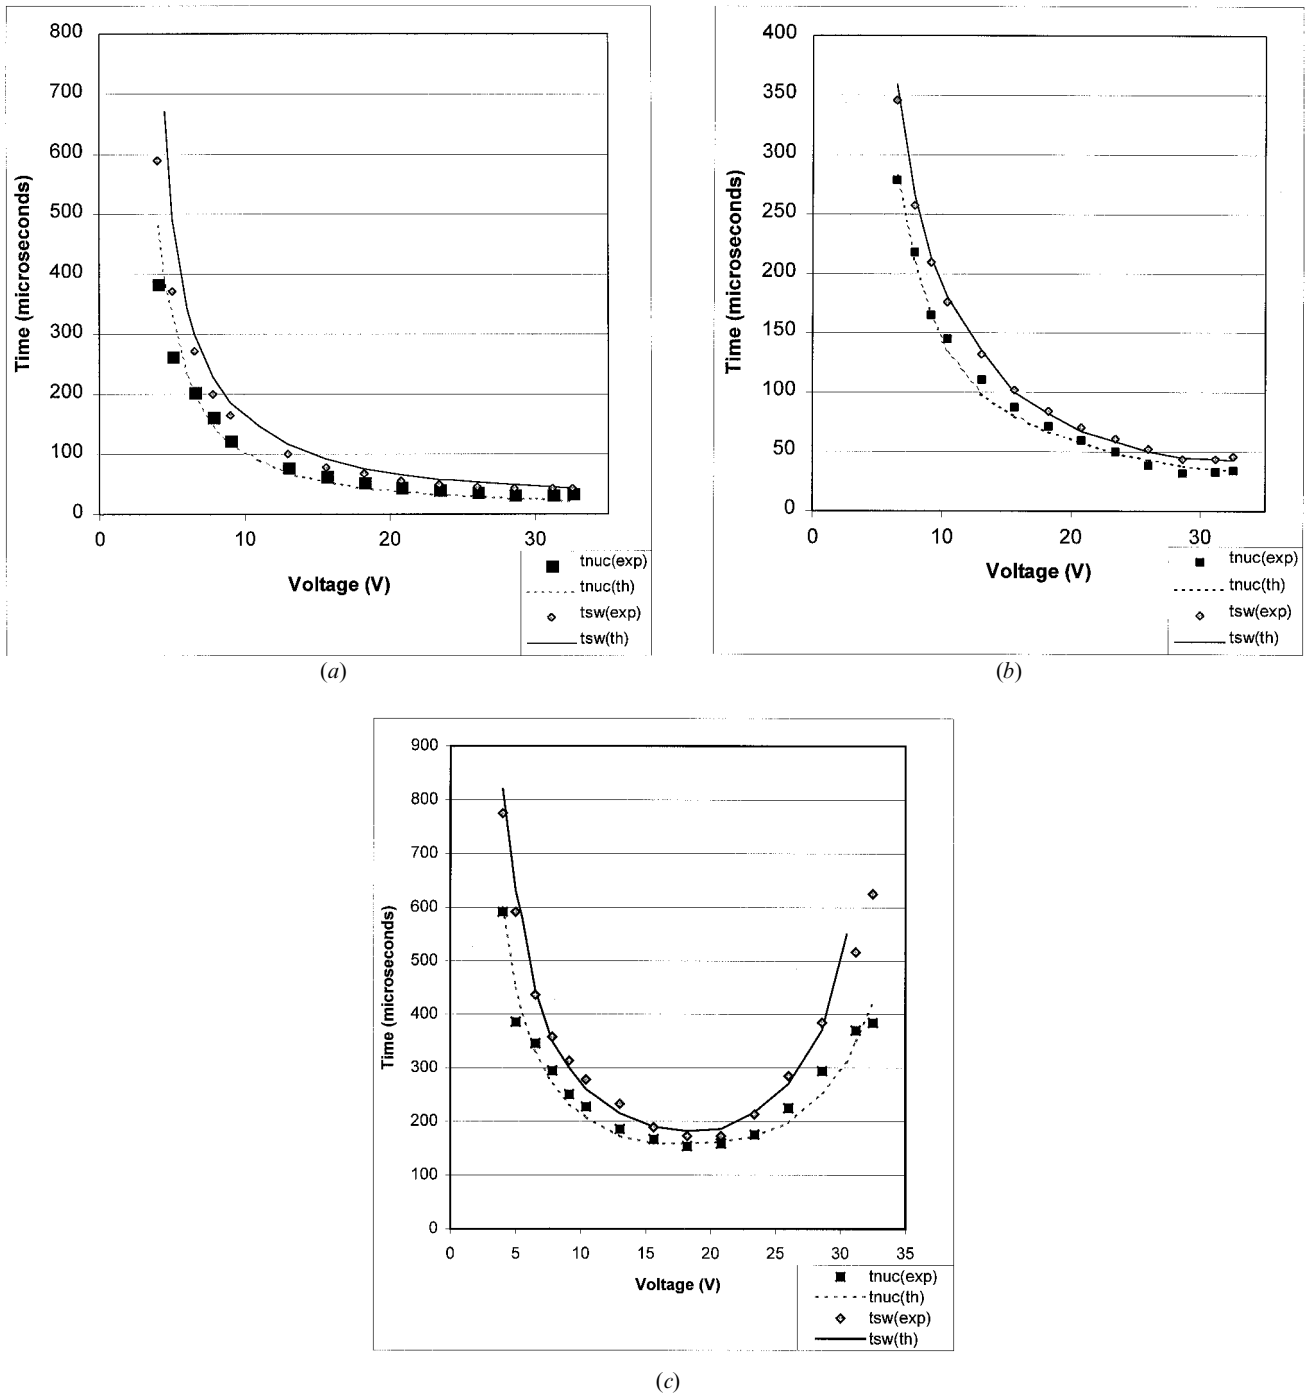 800
700
600
500
400
300
200
100
0
Time (microseconds)
0 10 20 30
Voltage (V)
tnuc(exp)
tnuc(th)
tsw(exp)
tsw(th)
(a)
400
350
300
250
200
150
100
50
0
Time (microseconds)
0 10 20 30
Voltage (V)
tnuc(exp)
tnuc(th)
tsw(exp)
tsw(th)
(b)
900
800
700
600
500
400
300
200
100
0
Time (microseconds)
0 5 10 15 20 25 30 35
Voltage (V)
tnuc(exp)
tnuc(th)
tsw(exp)
tsw(th)
(c)